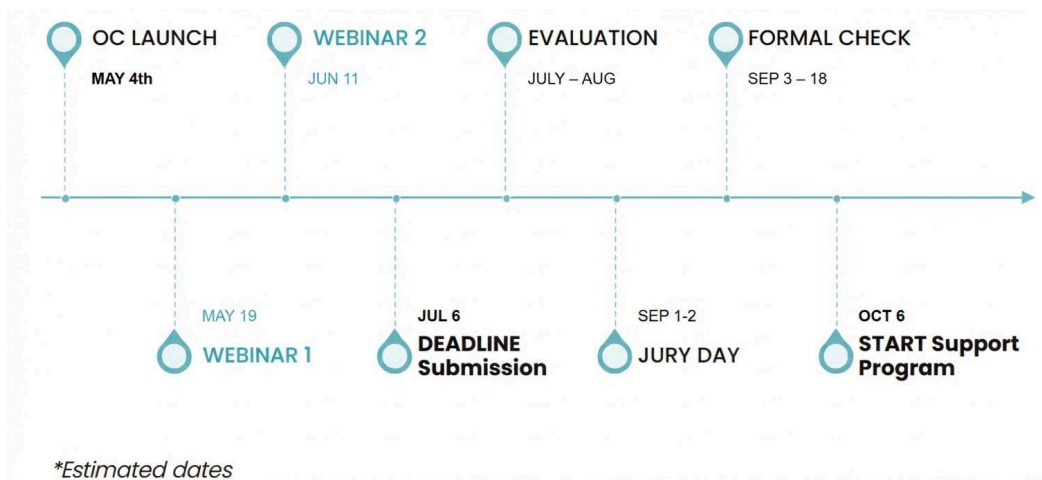 OC LAUNCH
MAY 4th
WEBINAR 2
JUN 11
EVALUATION
JULY – AUG
FORMAL CHECK
SEP 3 – 18
MAY 19
WEBINAR 1
JUL 6
DEADLINE
Submission
SEP 1-2
JURY DAY
OCT 6
START Support
Program
*Estimated dates